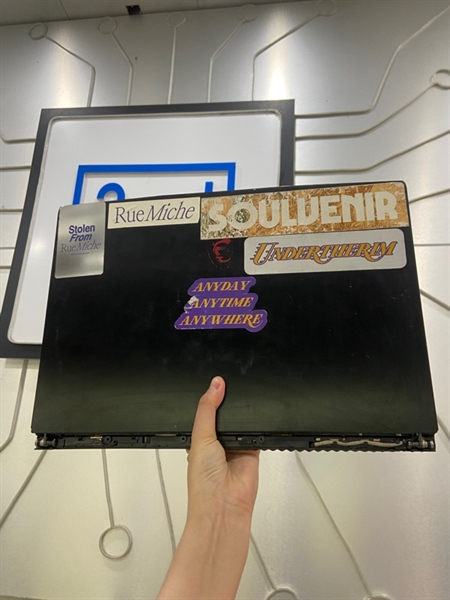 Stolen
From
RueMiche
RueMiche
SOULVENIR
UNDERTHERIM
ANYDAY
ANYTIME
ANYWHERE